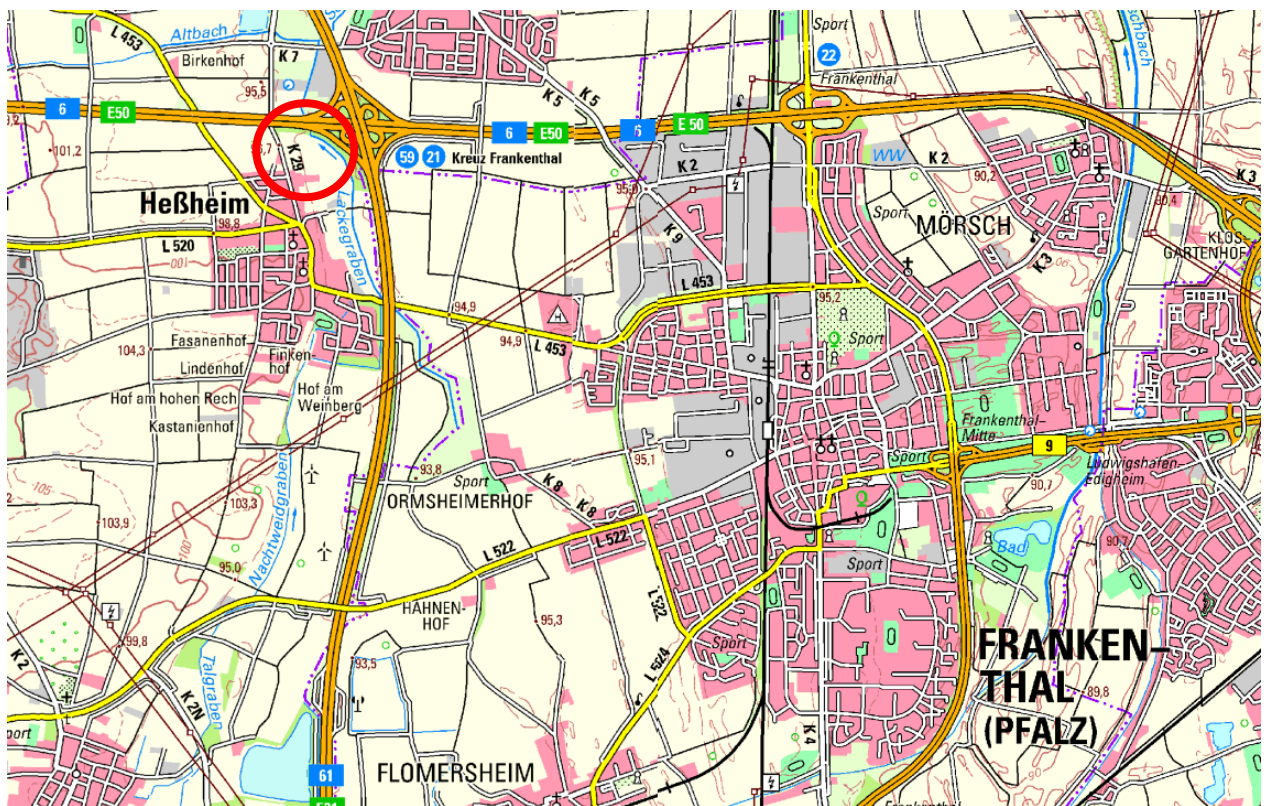 L 453
Altbach
Birkenhof
K 7
95,5
6
E50
K 5
K 5
6
E50
6
E 50
Sport
22
Frankenthal
101,2
K 29
59
21
Kreuz Frankenthal
K 2
WW
K 2
90,2
K 3
Heßheim
98,8
L 520
Lackegraben
K 9
Sport
MÖRSCH
K 3
KLOS-
GARTENHOF
100
94,9
L 453
95,2
94,9
L 453
Sport
104,3
Fasanenhof
Lindenhof
Finken-
hof
Hof am hohen Rech
Hof am
Weinberg
Kastanienhof
Frankenthal-
Mitte
9
Sport
95,1
93,8
Sport
ORMSHEIMERHOF
K 8
K 8
Ludwigshafen-
Edigheim
90,7
105
103,3
103,9
100
Nachtweidgraben
95,0
L 522
L 522
Bad
90,7
Sport
HAHNEN-
HOF
95,3
L 522
99,8
K 2
K 2N
Talgraben
93,5
L 524
Sport
FRANKEN-
THAL
(PFALZ)
89,8
K 4
61
FLOMERSHEIM
90
Frankenthal